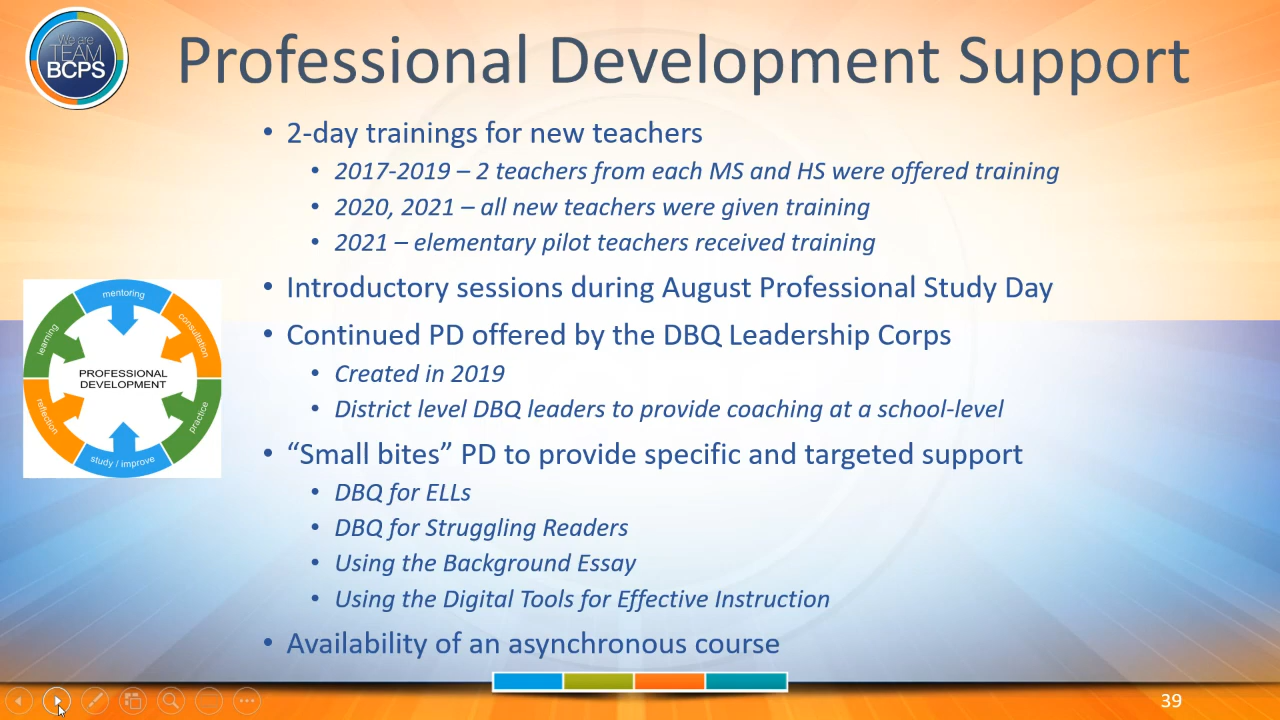 We are
TEAM
BCPS
Professional Development Support
• 2-day trainings for new teachers
• 2017-2019 – 2 teachers from each MS and HS were offered training
• 2020, 2021 – all new teachers were given training
• 2021 – elementary pilot teachers received training
• Introductory sessions during August Professional Study Day
• Continued PD offered by the DBQ Leadership Corps
• Created in 2019
• District level DBQ leaders to provide coaching at a school-level
• “Small bites” PD to provide specific and targeted support
• DBQ for ELLs
• DBQ for Struggling Readers
• Using the Background Essay
• Using the Digital Tools for Effective Instruction
• Availability of an asynchronous course
mentoring
consultation
practice
study / improve
reflection
learning
PROFESSIONAL
DEVELOPMENT
39